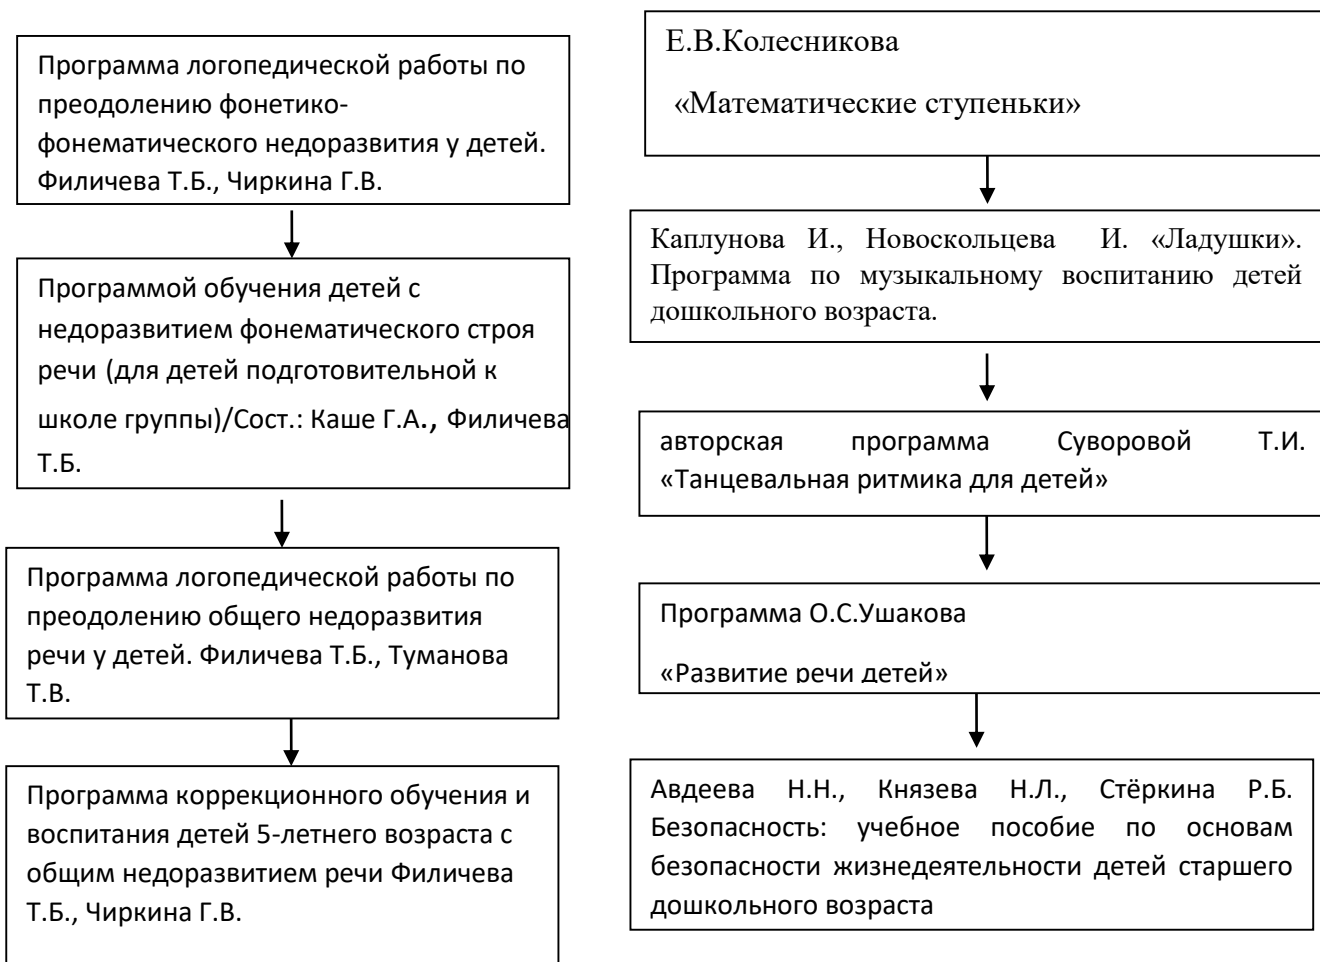 Программа логопедической работы по
преодолению фонетико-
фонематического недоразвития у детей.
Филичева Т.Б., Чиркина Г.В.
Программой обучения детей с
недоразвитием фонематического строя
речи (для детей подготовительной к
школе группы)/Сост.: Каше Г.А., Филичева
Т.Б.
Программа логопедической работы по
преодолению общего недоразвития
речи у детей. Филичева Т.Б., Туманова
Т.В.
Программа коррекционного обучения и
воспитания детей 5-летнего возраста с
общим недоразвитием речи Филичева
Т.Б., Чиркина Г.В.
Е.В.Колесникова
«Математические ступеньки»
Каплунова И., Новоскольцева И. «Ладушки».
Программа по музыкальному воспитанию детей
дошкольного возраста.
авторская программа Суворовой Т.И.
«Танцевальная ритмика для детей»
Программа О.С.Ушакова
«Развитие речи детей»
Авдеева Н.Н., Князева Н.Л., Стёркина Р.Б.
Безопасность: учебное пособие по основам
безопасности жизнедеятельности детей старшего
дошкольного возраста